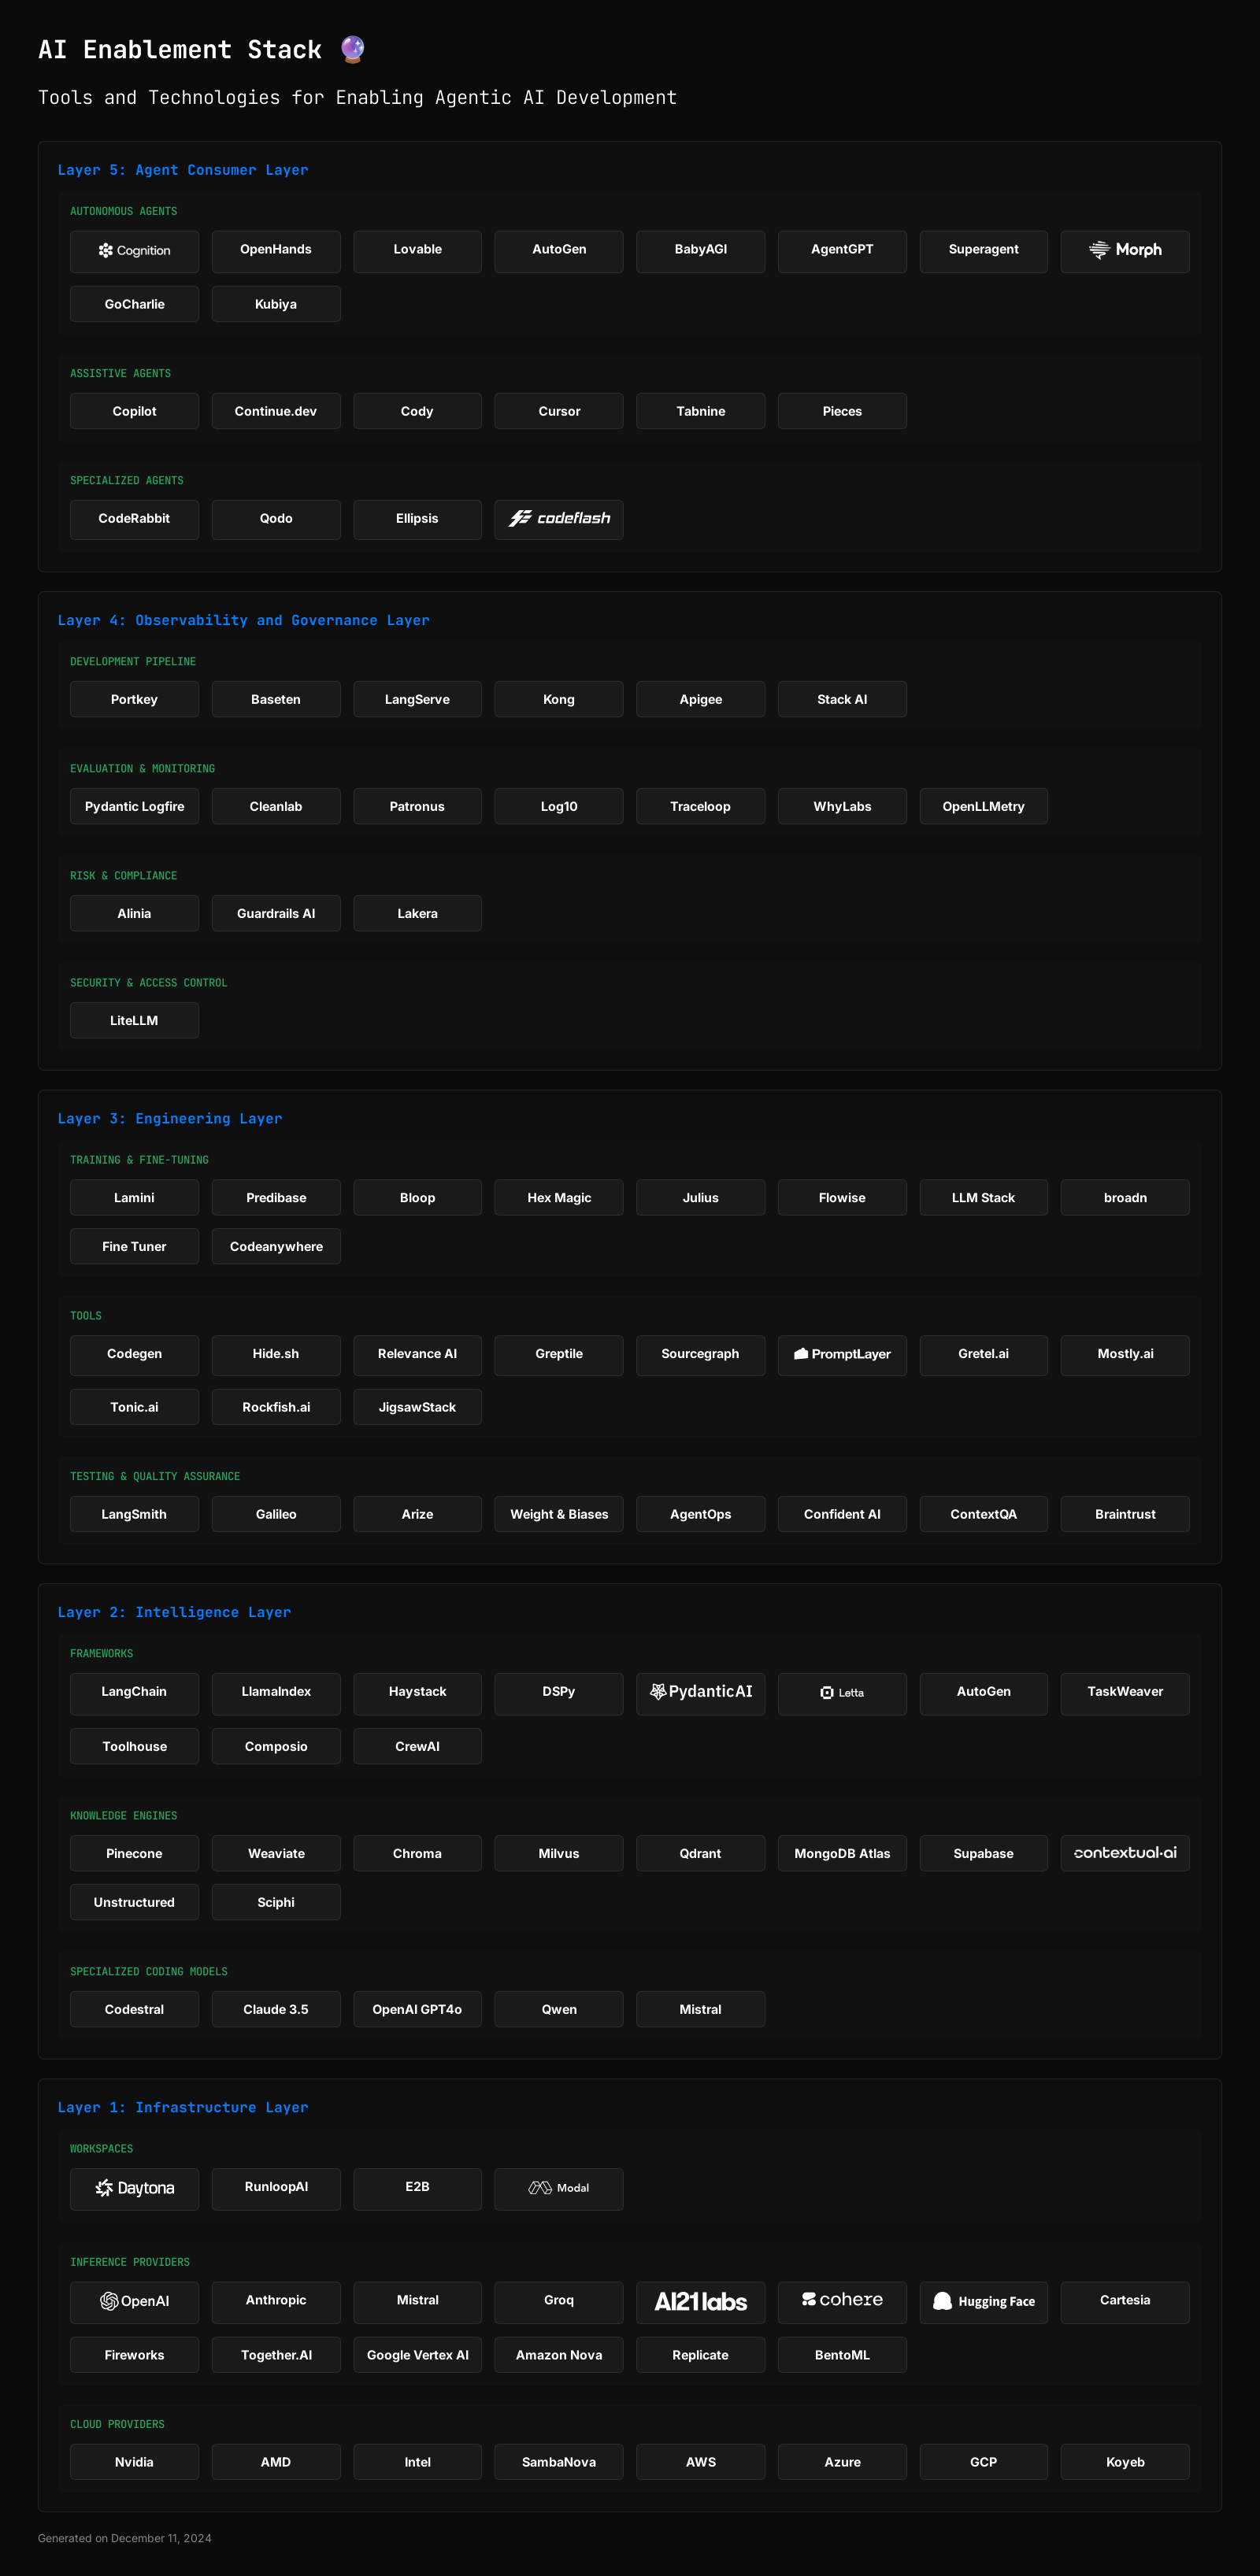 AI Enablement Stack 🔮
Tools and Technologies for Enabling Agentic AI Development
Layer 5: Agent Consumer Layer
AUTONOMOUS AGENTS
Cognition OpenHands Lovable AutoGen BabyAGI AgentGPT Superagent Morph
GoCharlie Kubiya
ASSISTIVE AGENTS
Copilot Continue.dev Cody Cursor Tabnine Pieces
SPECIALIZED AGENTS
CodeRabbit Qodo Ellipsis codeflash
Layer 4: Observability and Governance Layer
DEVELOPMENT PIPELINE
Portkey Baseten LangServe Kong Apigee Stack AI
EVALUATION & MONITORING
Pydantic Logfire Cleanlab Patronus Log10 Traceloop WhyLabs OpenLLMetry
RISK & COMPLIANCE
Alinia Guardrails AI Lakera
SECURITY & ACCESS CONTROL
LiteLLM
Layer 3: Engineering Layer
TRAINING & FINE-TUNING
Lamini Predibase Bloop Hex Magic Julius Flowise LLM Stack broadn
Fine Tuner Codeanywhere
TOOLS
Codegen Hide.sh Relevance AI Greptile Sourcegraph PromptLayer Gretel.ai Mostly.ai
Tonic.ai Rockfish.ai JigsawStack
TESTING & QUALITY ASSURANCE
LangSmith Galileo Arize Weight & Biases AgentOps Confident AI ContextQA Braintrust
Layer 2: Intelligence Layer
FRAMEWORKS
LangChain LlamaIndex Haystack DSPy PydanticAI Letta AutoGen TaskWeaver
Toolhouse Composio CrewAI
KNOWLEDGE ENGINES
Pinecone Weaviate Chroma Milvus Qdrant MongoDB Atlas Supabase contextual·ai
Unstructured Sciphi
SPECIALIZED CODING MODELS
Codestral Claude 3.5 OpenAI GPT4o Qwen Mistral
Layer 1: Infrastructure Layer
WORKSPACES
Daytona RunloopAI E2B Modal
INFERENCE PROVIDERS
OpenAI Anthropic Mistral Groq AI21labs cohere Hugging Face Cartesia
Fireworks Together.AI Google Vertex AI Amazon Nova Replicate BentoML
CLOUD PROVIDERS
Nvidia AMD Intel SambaNova AWS Azure GCP Koyeb
Generated on December 11, 2024